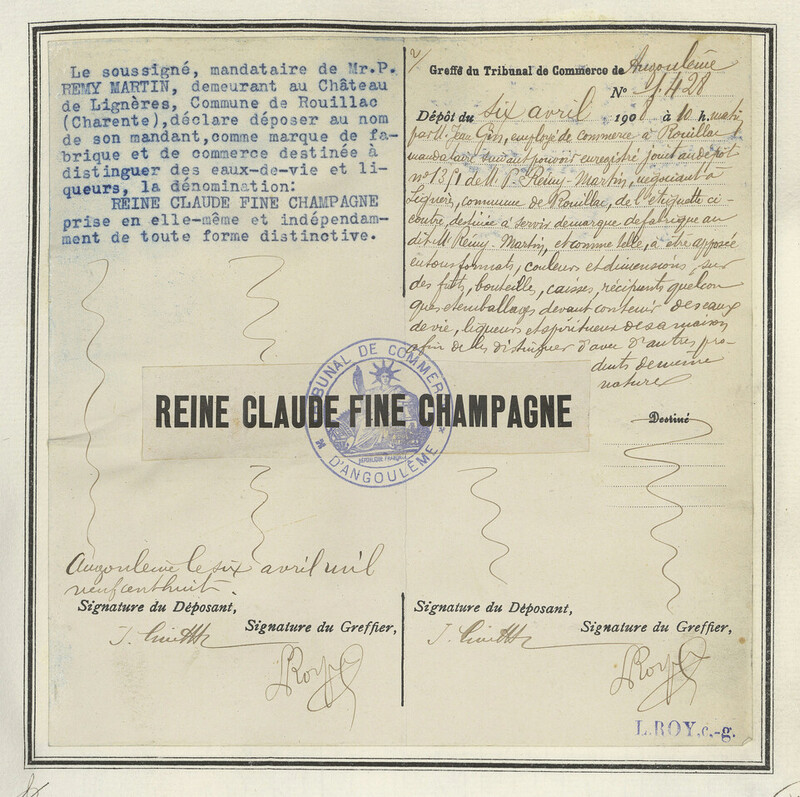 Le soussigné, mandataire de Mr.P.
REMY MARTIN, demeurant au Château
de Lignères, Commune de Rouillac
(Charente),déclare déposer au nom
de son mandant,comme marque de fa-
brique et de commerce destinée à
distinguer des eaux-de-vie et li-
queurs, la dénomination:
REINE CLAUDE FINE CHAMPAGNE
prise en elle-même et indépendam-
ment de toute forme distinctive.
2/
Greffe du Tribunal de Commerce de Angoulême
N° 7.428
Dépôt du six avril 1908 à 10 h. matin
par M. Jean employé de commerce à Rouillac
mandataire suivant pouvoir enregistré joint au dépôt
n° 1351 de M. P. Rémy-Martin, négociant à
Lignères, commune de Rouillac, de l'étiquette ci-
contre, destinée à servir de marque de fabrique au
dit M. Rémy-Martin, et comme telle, à être apposée
en tous formats, couleurs et dimensions, sur
des fûts, bouteilles, caisses, récipients quelcon
ques et emballages devant contenir des eaux
de vie, liqueurs et spiritueux de sa maison
afin de les distinguer d'avec d'autres pro-
duits de même
nature
REINE CLAUDE FINE CHAMPAGNE
TRIBUNAL DE COMMERCE
RÉPUBLIQUE FRANÇAISE
* D'ANGOULÊME *
Destiné
Angoulême le six avril mil
neuf cent huit.
Signature du Déposant,
Signature du Greffier,
LRoy
Signature du Déposant,
Signature du Greffier,
LRoy
L.ROY.c.-g.